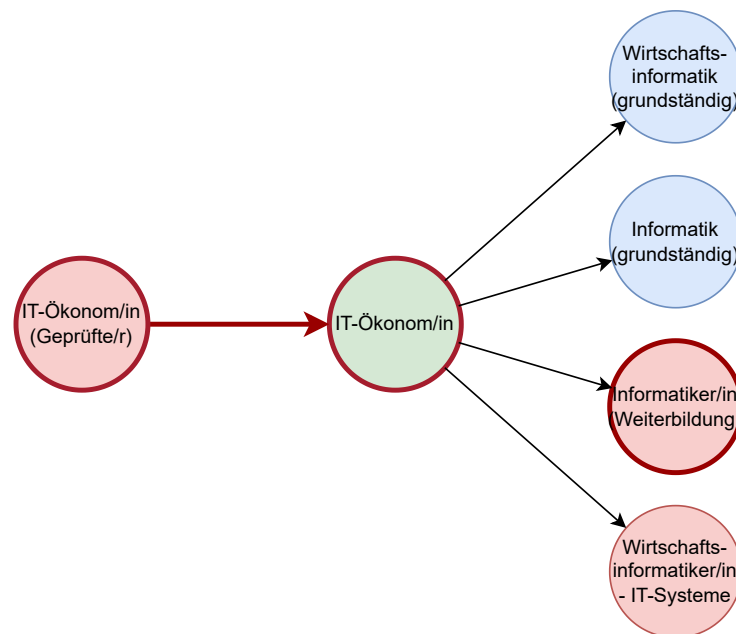 Wirtschafts-
informatik
(grundständig)
Informatik
(grundständig)
IT-Ökonom/in
(Geprüfte/r)
IT-Ökonom/in
Informatiker/in
(Weiterbildung
Wirtschafts-
informatiker/in
- IT-Systeme